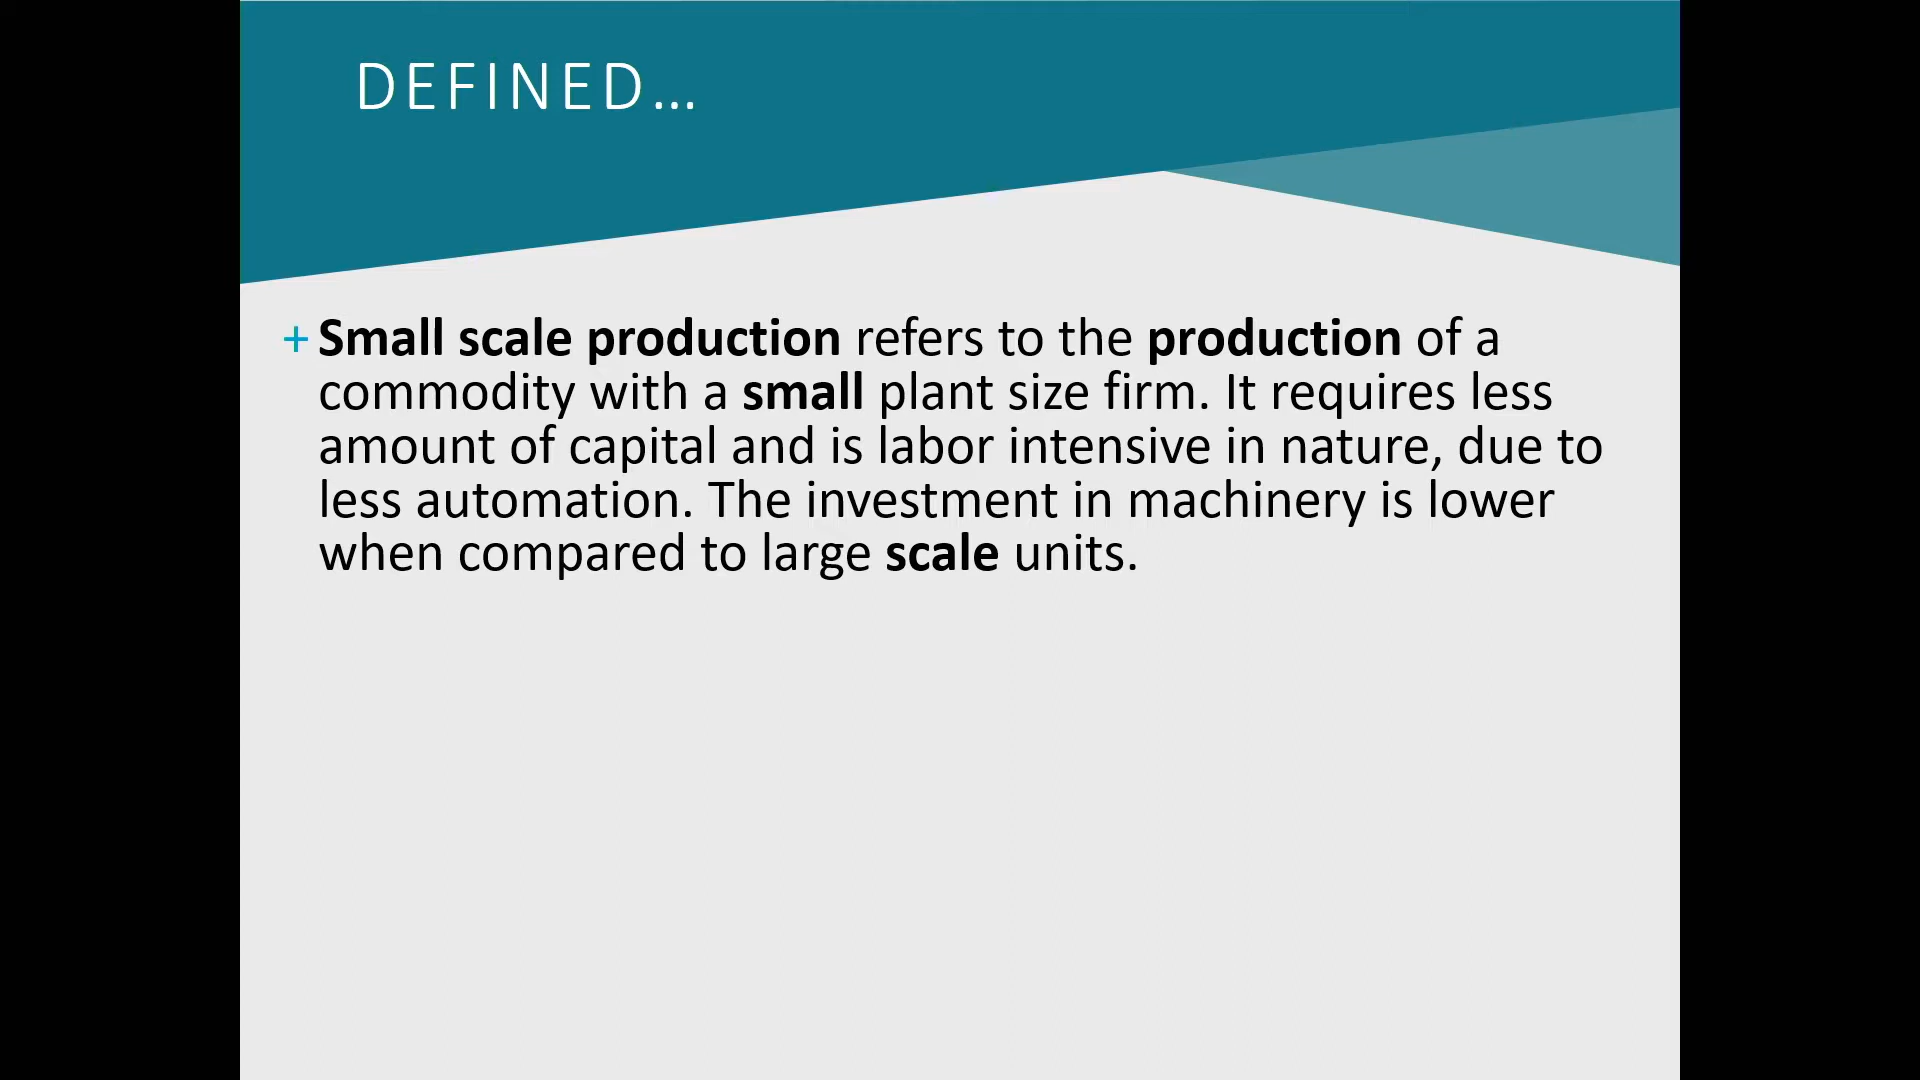 DEFINED…
+ Small scale production refers to the production of a
commodity with a small plant size firm. It requires less
amount of capital and is labor intensive in nature, due to
less automation. The investment in machinery is lower
when compared to large scale units.